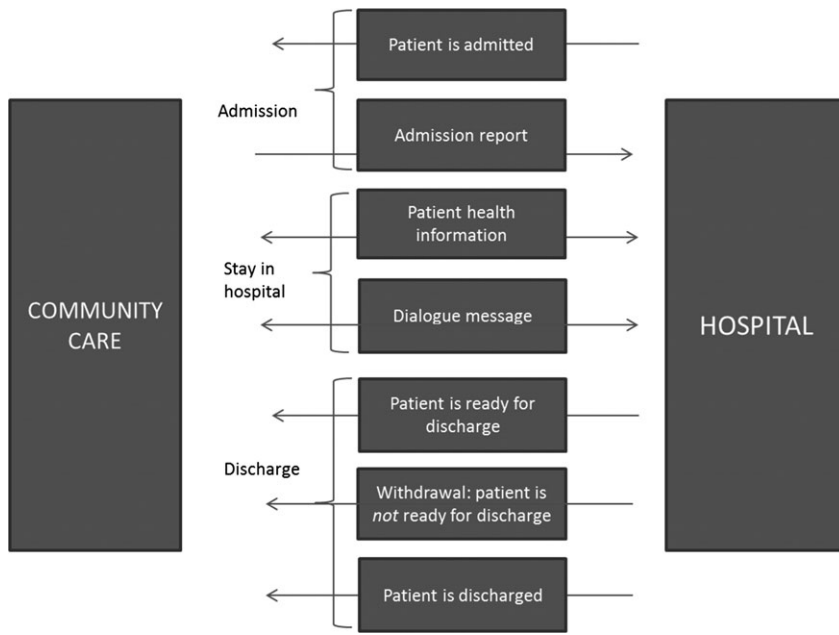 Patient is admitted
Admission
Admission report
Patient health
information
Stay in
hospital
COMMUNITY
CARE
Dialogue message
HOSPITAL
Patient is ready for
discharge
Discharge
Withdrawal: patient is
not ready for discharge
Patient is discharged